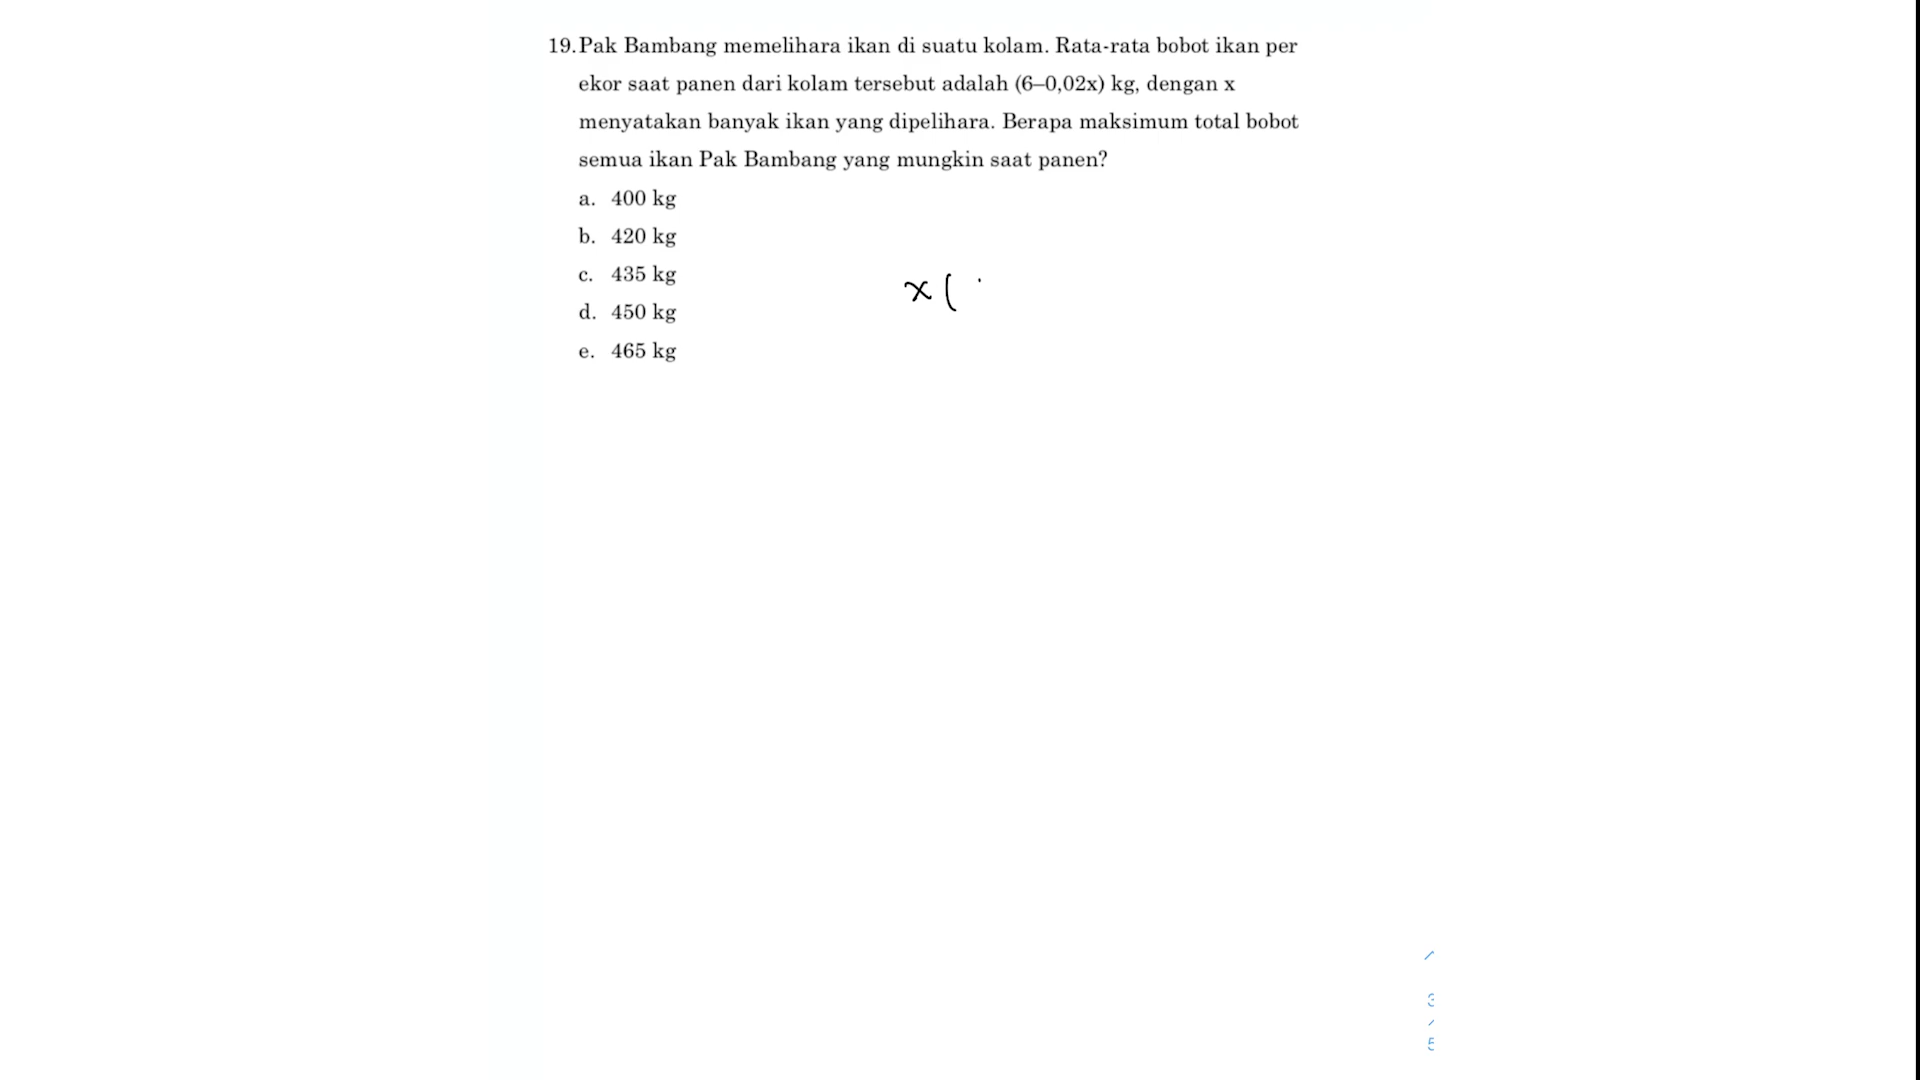 19. Pak Bambang memelihara ikan di suatu kolam. Rata-rata bobot ikan per
ekor saat panen dari kolam tersebut adalah (6–0,02x) kg, dengan x
menyatakan banyak ikan yang dipelihara. Berapa maksimum total bobot
semua ikan Pak Bambang yang mungkin saat panen?
a. 400 kg
b. 420 kg
c. 435 kg
x (
d. 450 kg
e. 465 kg